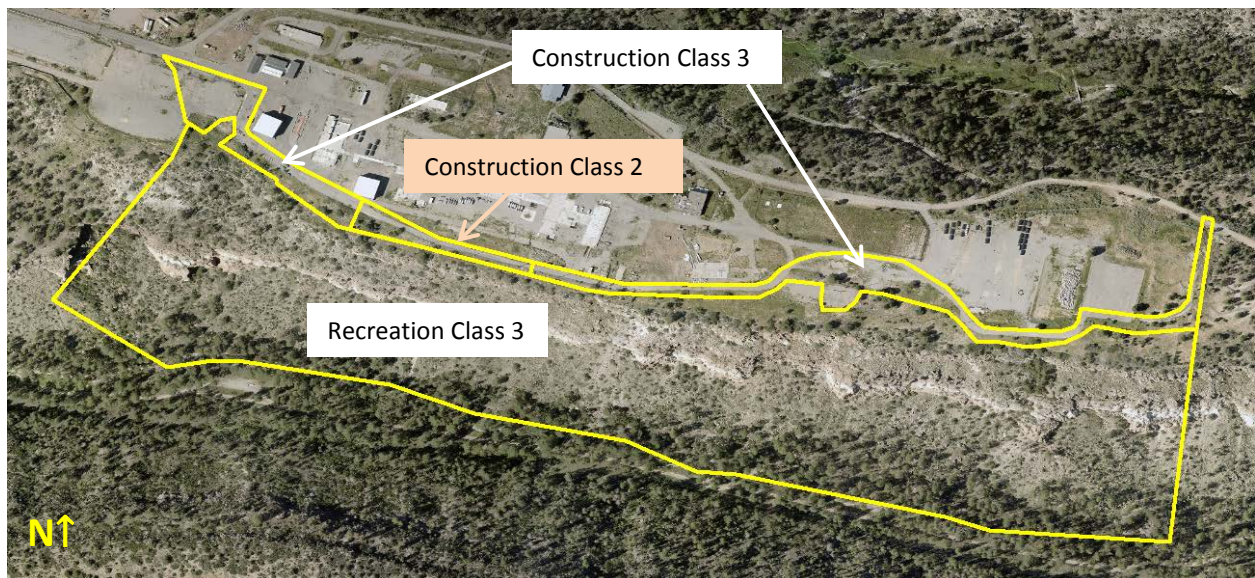 Construction Class 3
Construction Class 2
Recreation Class 3
N↑